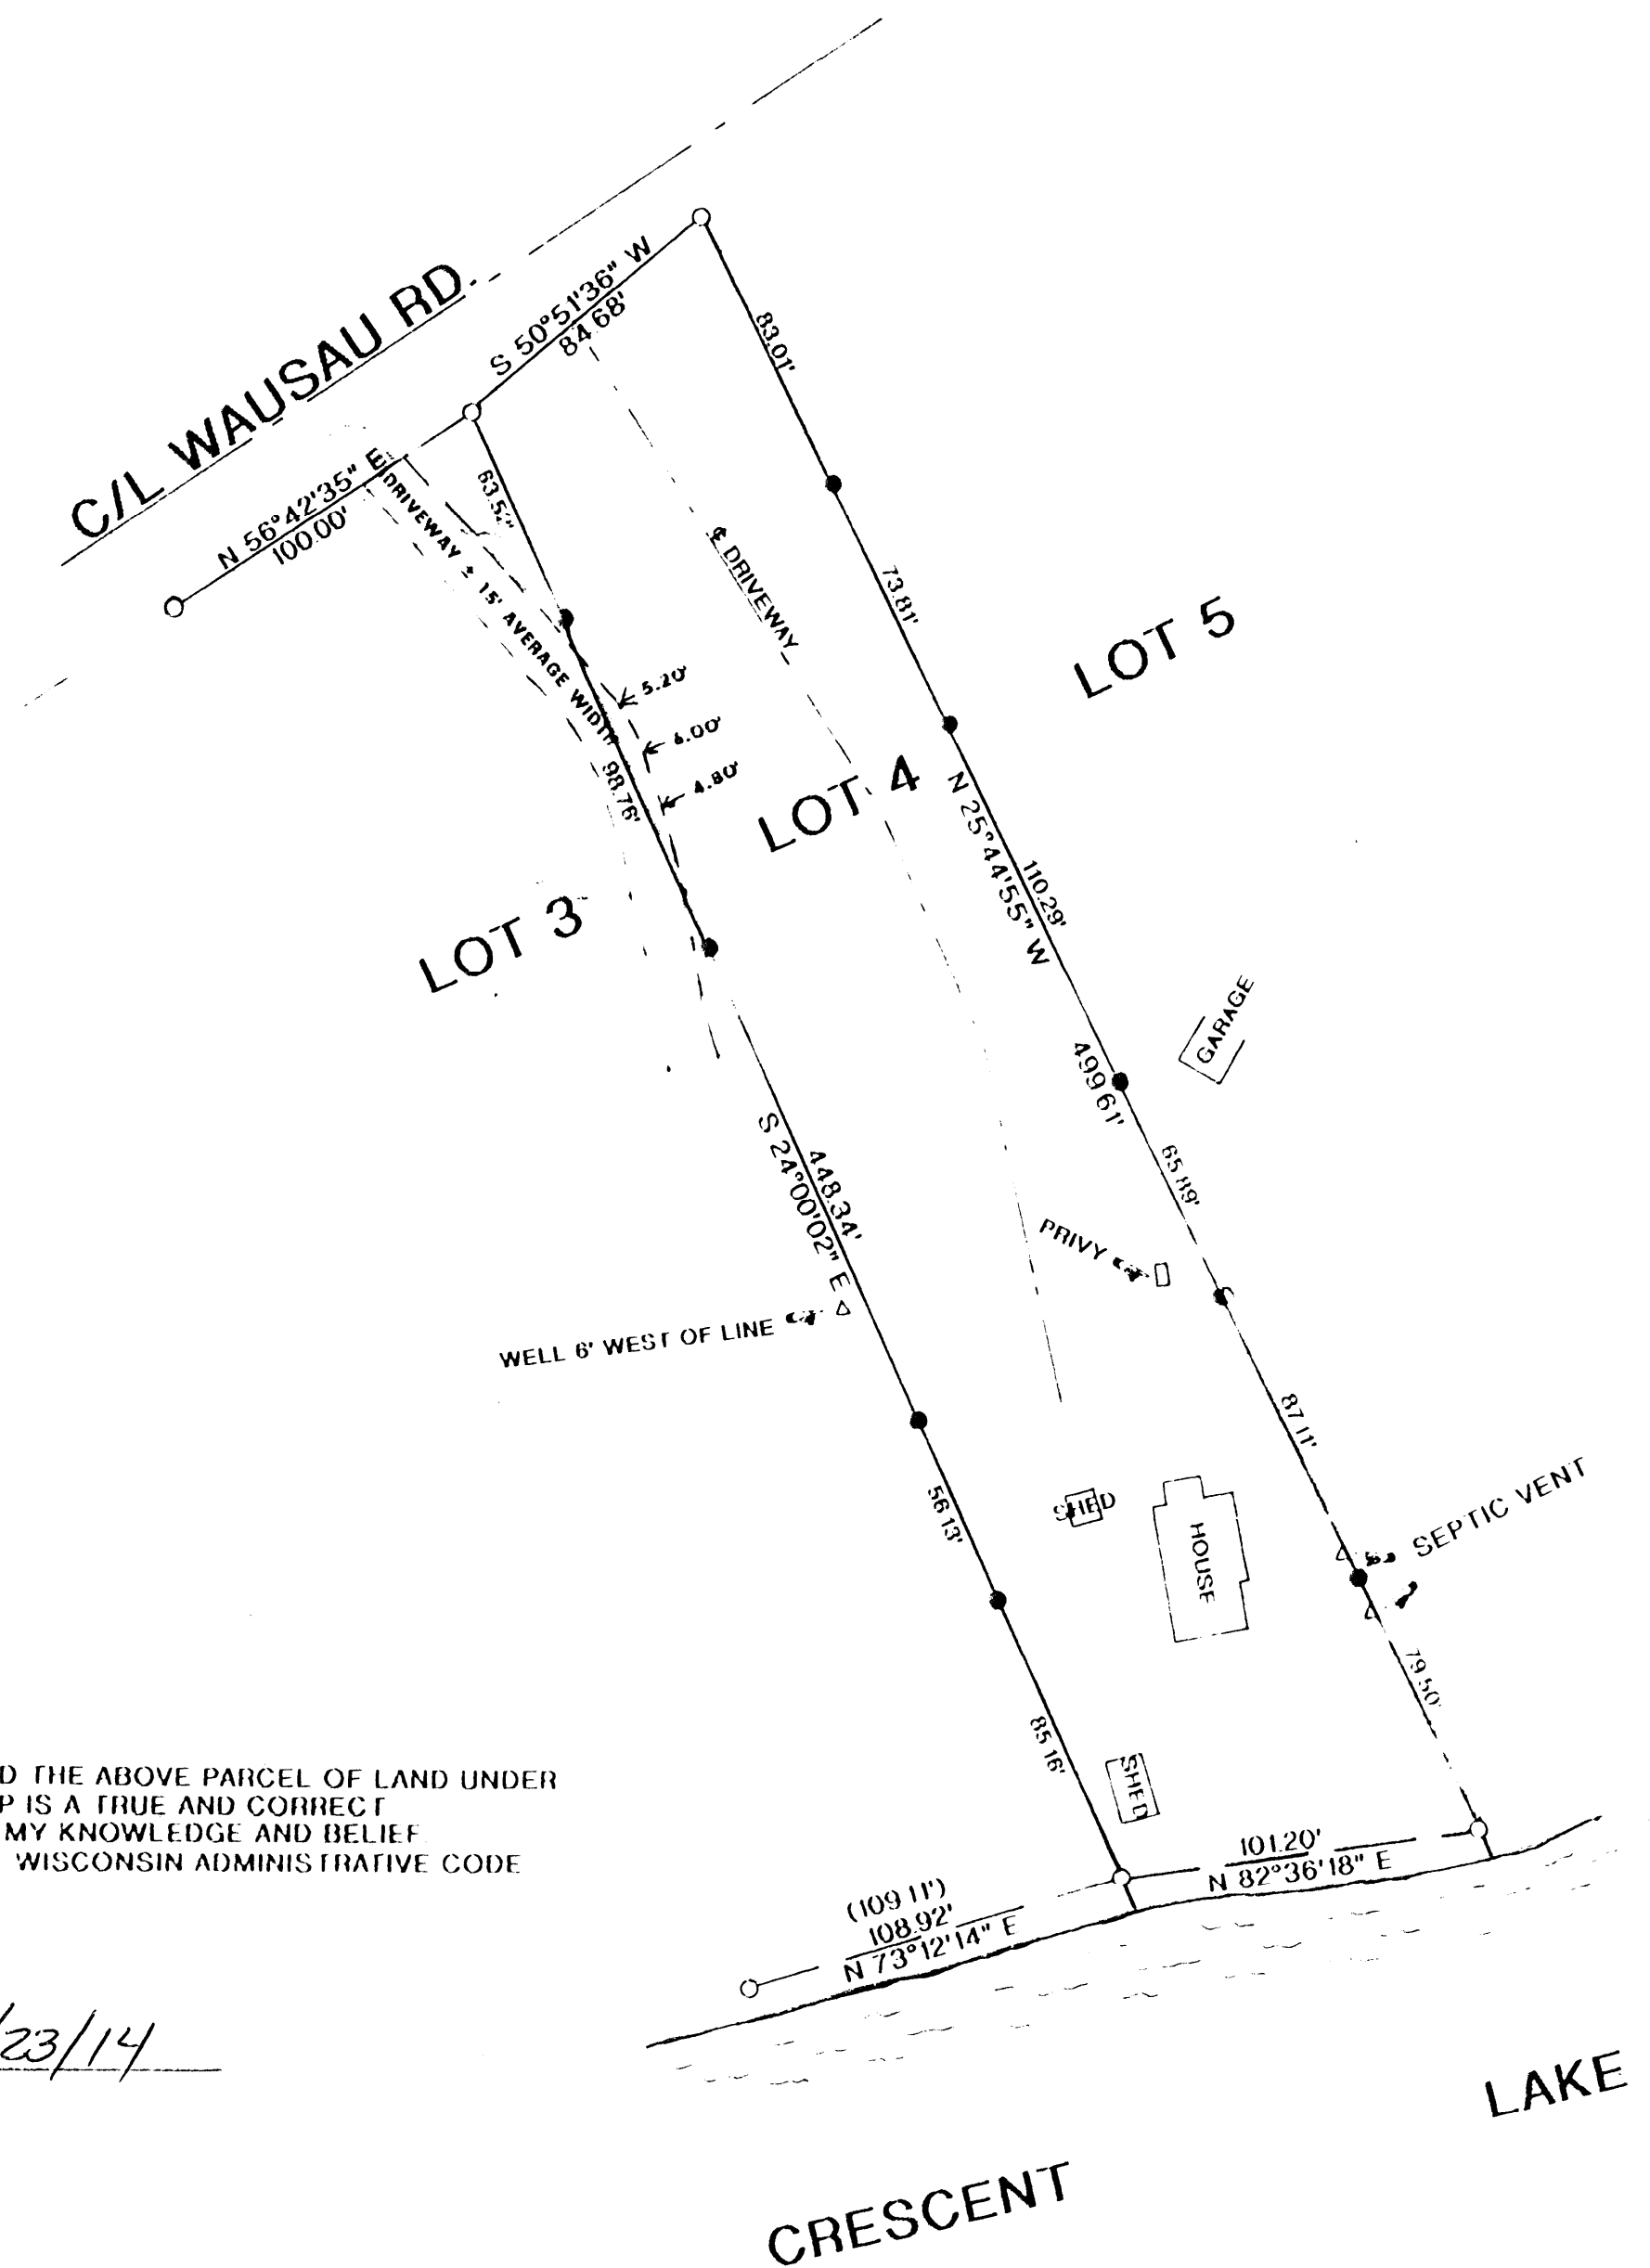 C/L WAUSAU RD.
S 50°51'36" W
84.68'
N 56°42'35" E
100.00'
DRIVEWAY ± 15' AVERAGE WIDTH
83.01'
℄ DRIVEWAY
73.81'
LOT 5
5.20'
6.00'
4.80'
98.76'
LOT 4
LOT 3
N 25°44'55" W
110.29'
499.61'
GARAGE
65.89'
S 24°00'02" E
448.34'
PRIVY
WELL 6' WEST OF LINE
87.11'
SHED
HOUSE
SEPTIC VENT
56.13'
79.50'
85.16'
SHED
D THE ABOVE PARCEL OF LAND UNDER
P IS A TRUE AND CORRECT
MY KNOWLEDGE AND BELIEF
WISCONSIN ADMINISTRATIVE CODE
101.20'
N 82°36'18" E
(109.11')
108.92'
N 73°12'14" E
/23/14
LAKE
CRESCENT